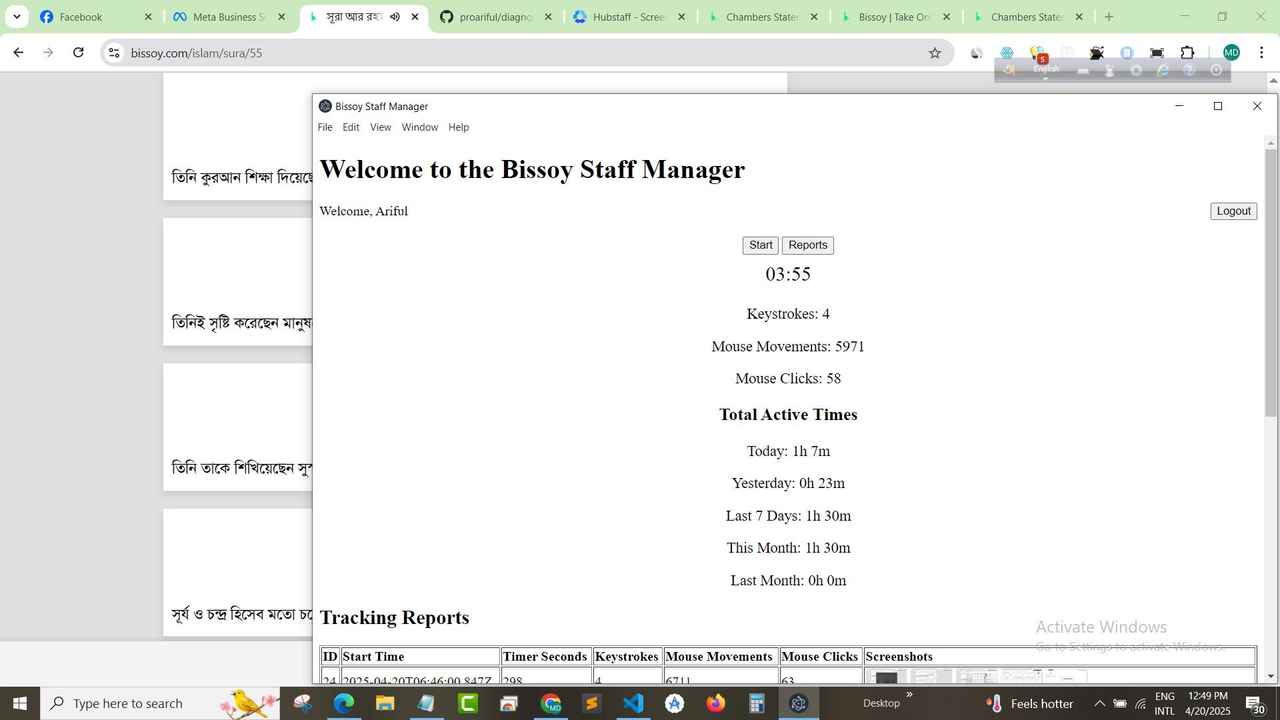 Facebook
Meta Business S
সূরা আর রহ
proariful/diagno
Hubstaff - Scree
Chambers State
Bissoy | Take On
Chambers State
bissoy.com/islam/sura/55
MD
5
English
Bissoy Staff Manager
File Edit View Window Help
Welcome to the Bissoy Staff Manager
Welcome, Ariful
Logout
Start Reports
03:55
Keystrokes: 4
Mouse Movements: 5971
Mouse Clicks: 58
Total Active Times
Today: 1h 7m
Yesterday: 0h 23m
Last 7 Days: 1h 30m
This Month: 1h 30m
Last Month: 0h 0m
Tracking Reports
ID Start Time Timer Seconds Keystrokes Mouse Movements Mouse Clicks Screenshots
24 2025-04-20T06:46:00.847Z 298 4 6711 63
তিনি কুরআন শিক্ষা দিয়েছে
তিনিই সৃষ্টি করেছেন মানুষ
তিনি তাকে শিখিয়েছেন
সূর্য ও চন্দ্র হিসেব মতো
Activate Windows
Go to Settings to activate Windows.
Type here to search
Desktop
Feels hotter
ENG
INTL
12:49 PM
4/20/2025
30